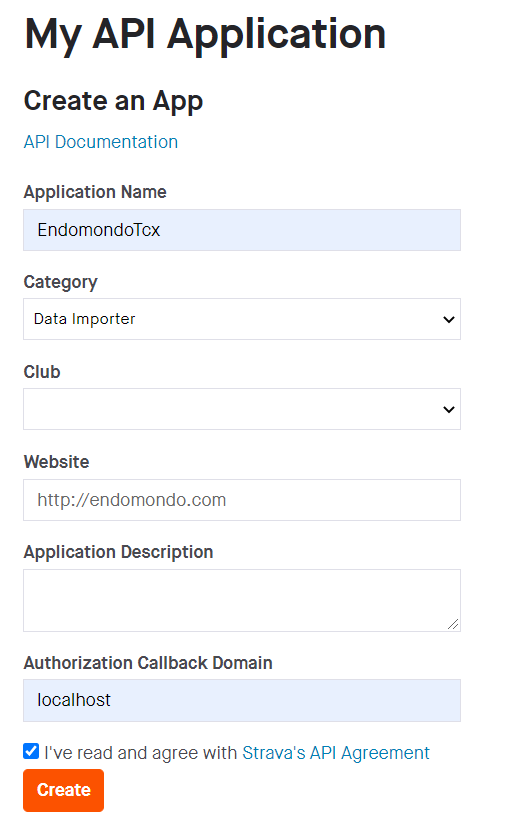 My API Application
Create an App
API Documentation
Application Name
EndomondoTcx
Category
Data Importer
Club
Website
http://endomondo.com
Application Description
Authorization Callback Domain
localhost
I've read and agree with Strava's API Agreement
Create